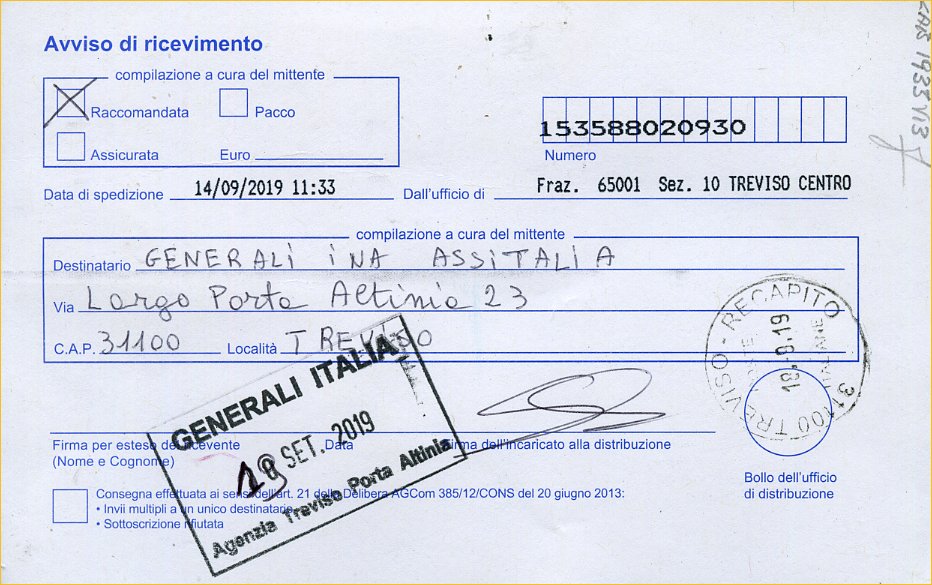 Avviso di ricevimento
compilazione a cura del mittente
Raccomandata
Pacco
Assicurata
Euro
153588020930
Numero
Data di spedizione 14/09/2019 11:33 Dall'ufficio di Fraz. 65001 Sez. 10 TREVISO CENTRO
compilazione a cura del mittente
Destinatario GENERALI INA ASSITALIA
Via Largo Porta Altinia 23
C.A.P. 31100 Località TREVISO
TREVISO - RECAPITO
31100
POSTE ITALIANE
GENERALI ITALIA
SET. 2019
Agenzia Treviso Porta Altinia
Firma per esteso del ricevente
(Nome e Cognome)
Data
Firma dell'incaricato alla distribuzione
Bollo dell'ufficio
di distribuzione
Consegna effettuata ai sensi dell'art. 21 della Delibera AGCom 385/12/CONS del 20 giugno 2013:
• Invii multipli a un unico destinatario
• Sottoscrizione rifiutata